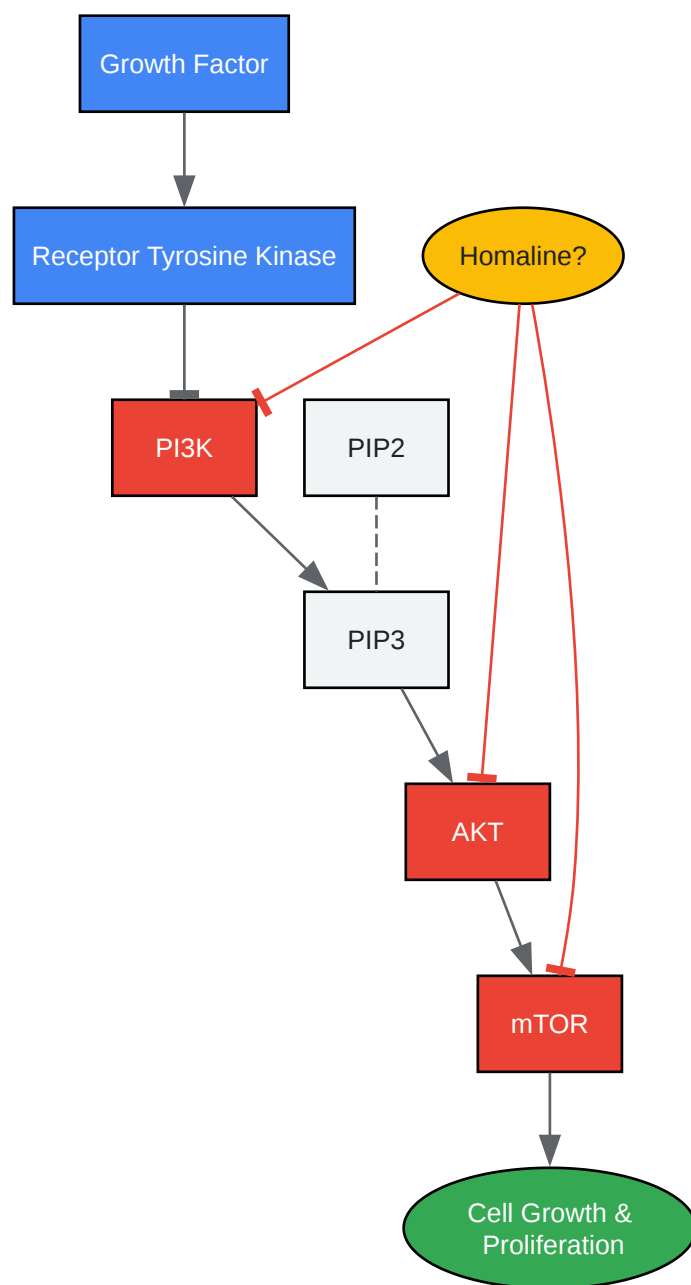 Growth Factor
Receptor Tyrosine Kinase
Homaline?
PI3K
PIP2
PIP3
AKT
mTOR
Cell Growth &
Proliferation